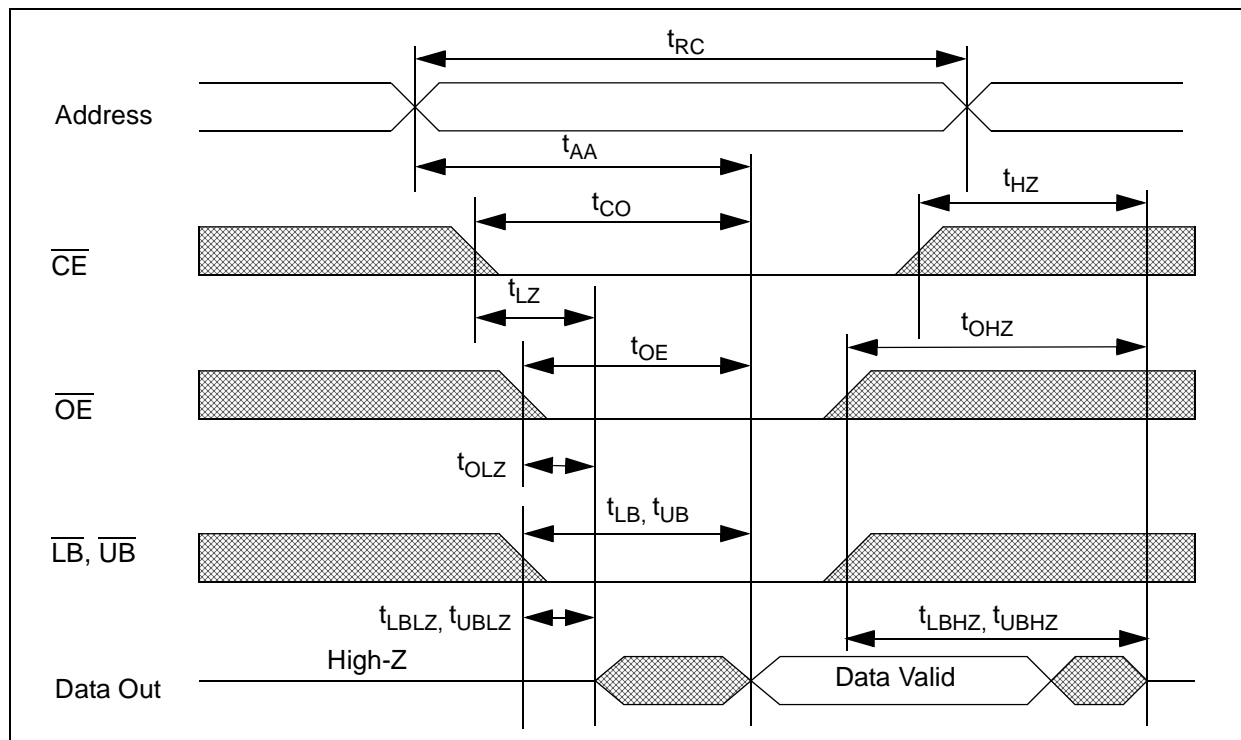 tRC
Address
tAA
tHZ
tCO
CE
tLZ
tOHZ
tOE
OE
tOLZ
tLB, tUB
LB, UB
tLBLZ, tUBLZ
tLBHZ, tUBHZ
High-Z
Data Out
Data Valid